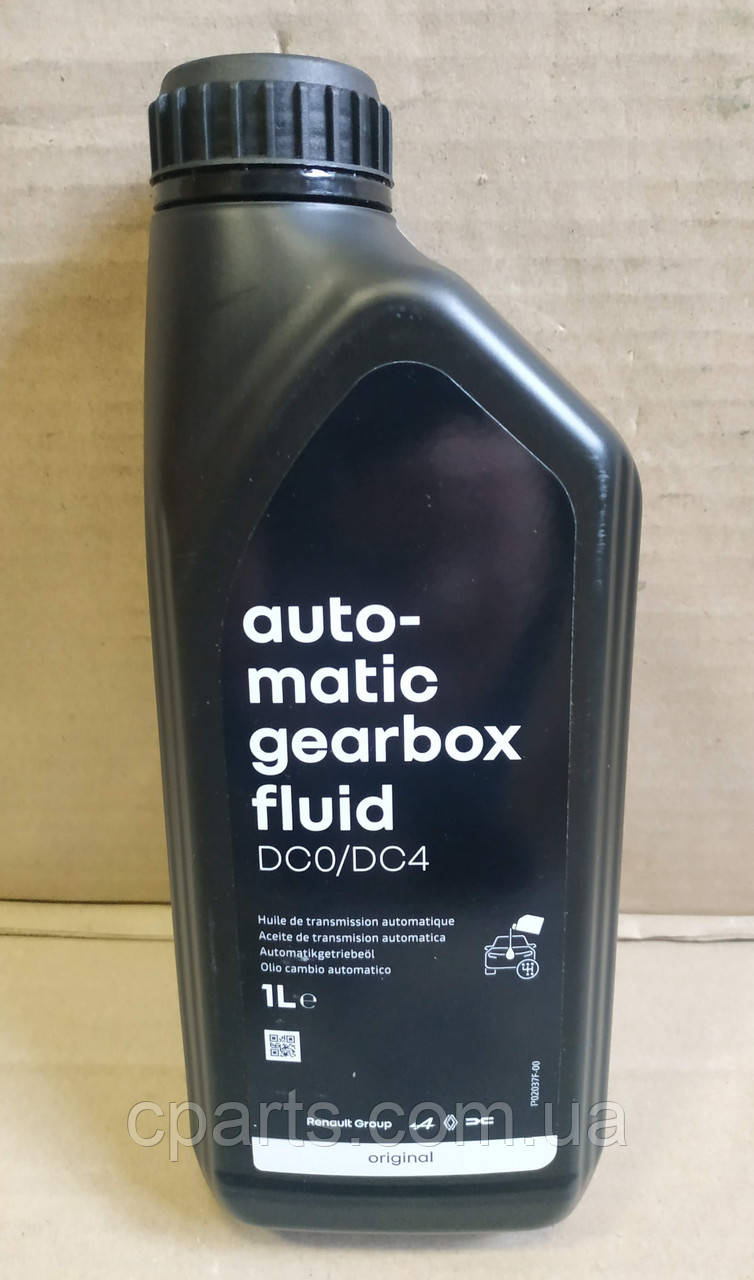 auto-
matic
gearbox
fluid
DC0/DC4
Huile de transmission automatique
Aceite de transmision automatica
Automatikgetriebeöl
Olio cambio automatico
1L e
P02037F-00
cparts.com.ua
Renault Group
original